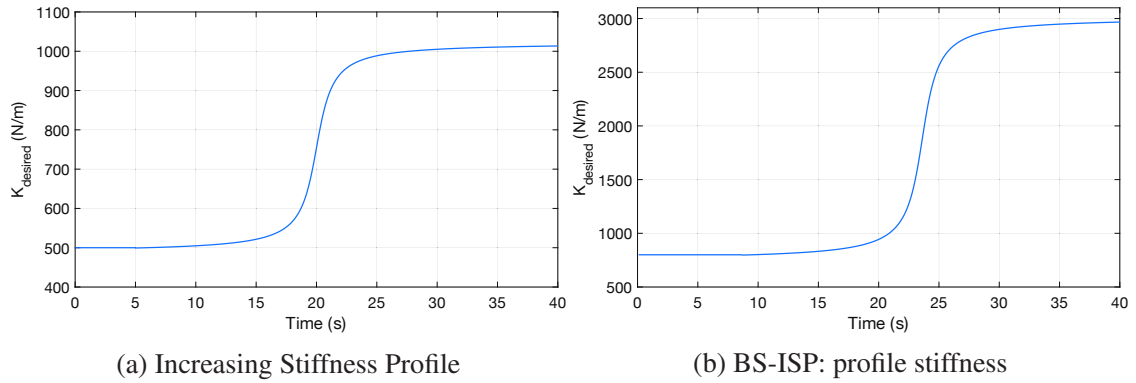 1100
1000
900
800
700
600
500
400
K_desired (N/m)
0 5 10 15 20 25 30 35 40
Time (s)
(a) Increasing Stiffness Profile
3000
2500
2000
1500
1000
500
K_desired (N/m)
0 5 10 15 20 25 30 35 40
Time (s)
(b) BS-ISP: profile stiffness